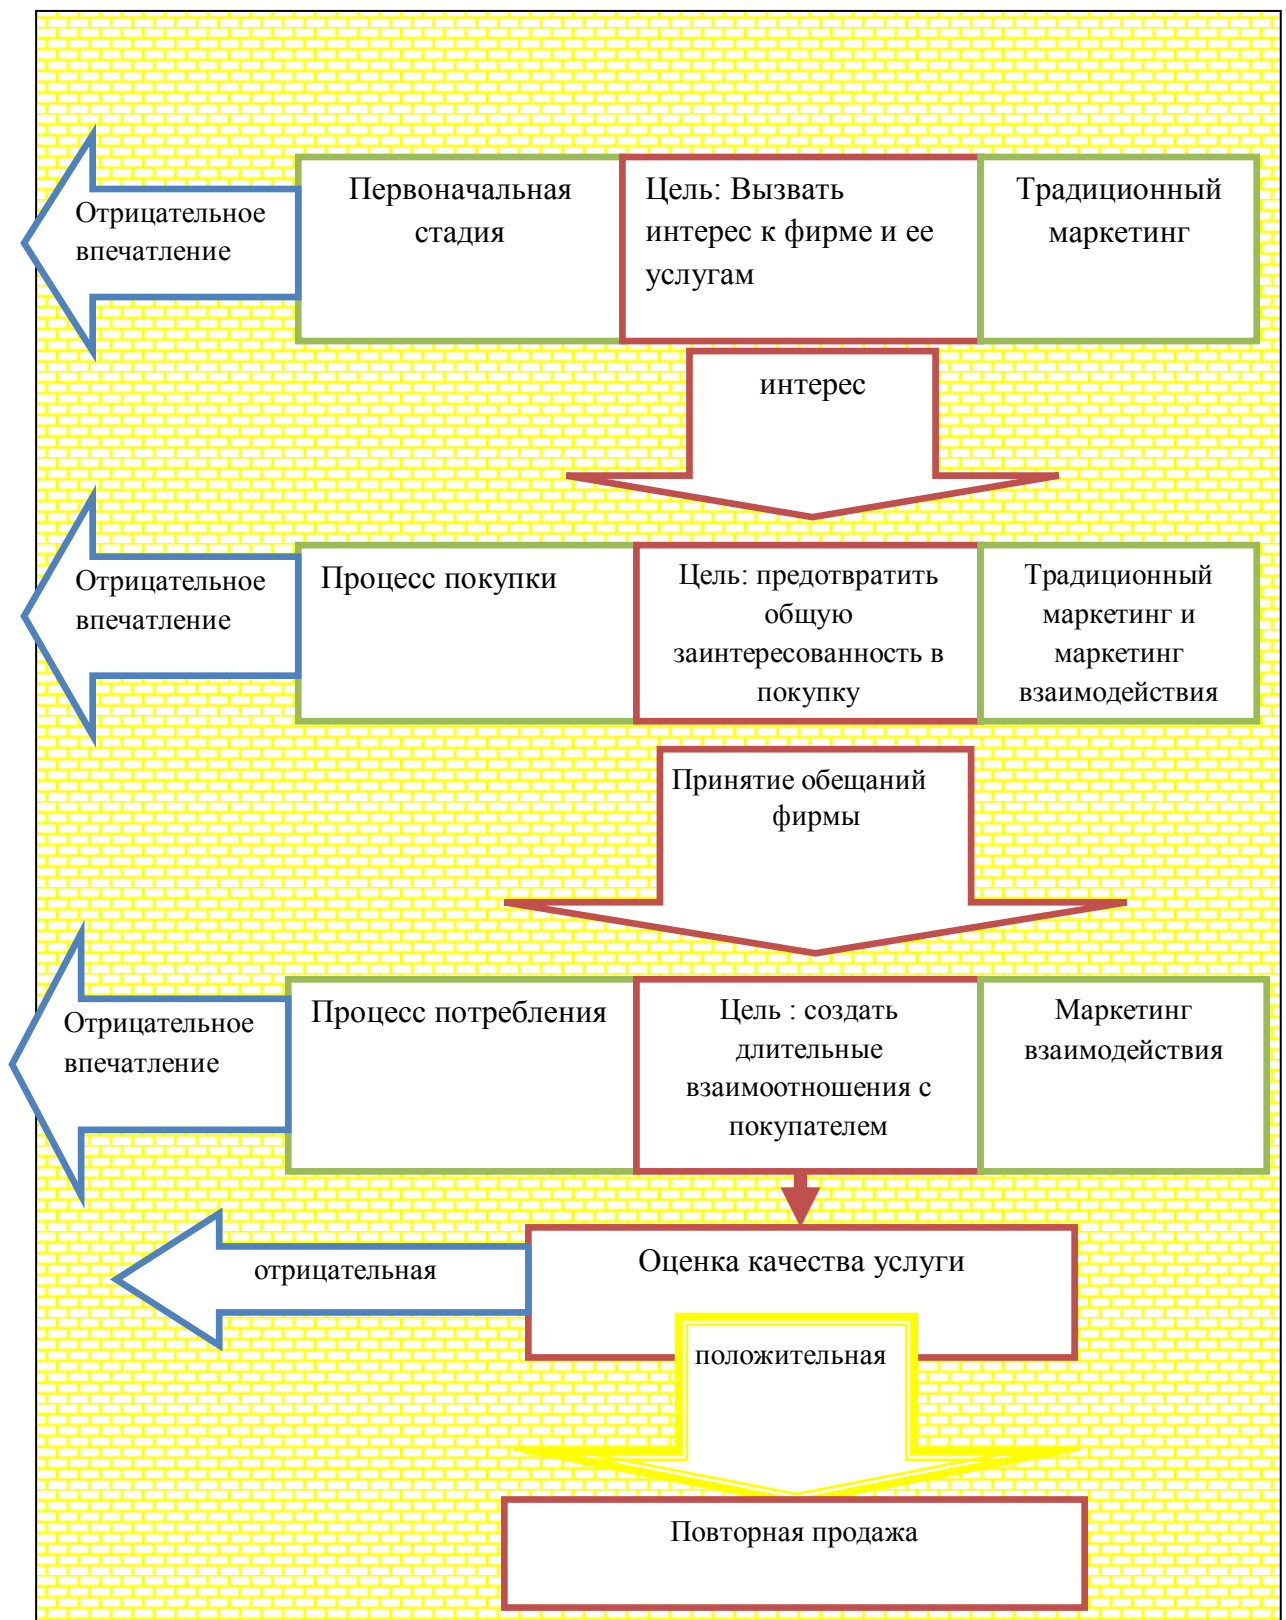 Отрицательное
впечатление
Первоначальная
стадия
Цель: Вызвать
интерес к фирме и ее
услугам
Традиционный
маркетинг
интерес
Отрицательное
впечатление
Процесс покупки
Цель: предотвратить
общую
заинтересованность в
покупку
Традиционный
маркетинг и
маркетинг
взаимодействия
Принятие обещаний
фирмы
Отрицательное
впечатление
Процесс потребления
Цель : создать
длительные
взаимоотношения с
покупателем
Маркетинг
взаимодействия
отрицательная
Оценка качества услуги
положительная
Повторная продажа